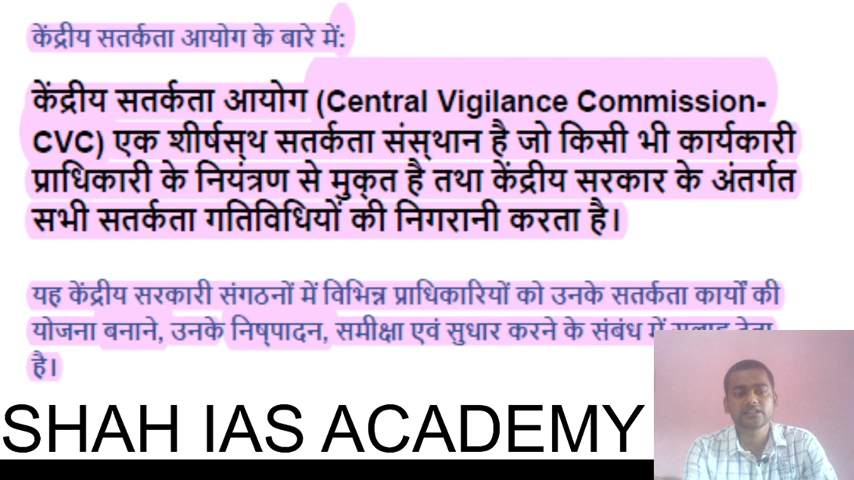 केंद्रीय सतर्कता आयोग के बारे में:
केंद्रीय सतर्कता आयोग (Central Vigilance Commission-
CVC) एक शीर्षस्थ सतर्कता संस्थान है जो किसी भी कार्यकारी
प्राधिकारी के नियंत्रण से मुक्त है तथा केंद्रीय सरकार के अंतर्गत
सभी सतर्कता गतिविधियों की निगरानी करता है।
यह केंद्रीय सरकारी संगठनों में विभिन्न प्राधिकारियों को उनके सतर्कता कार्यों की
योजना बनाने, उनके निष्पादन, समीक्षा एवं सुधार करने के संबंध में
है।
SHAH IAS ACADEMY